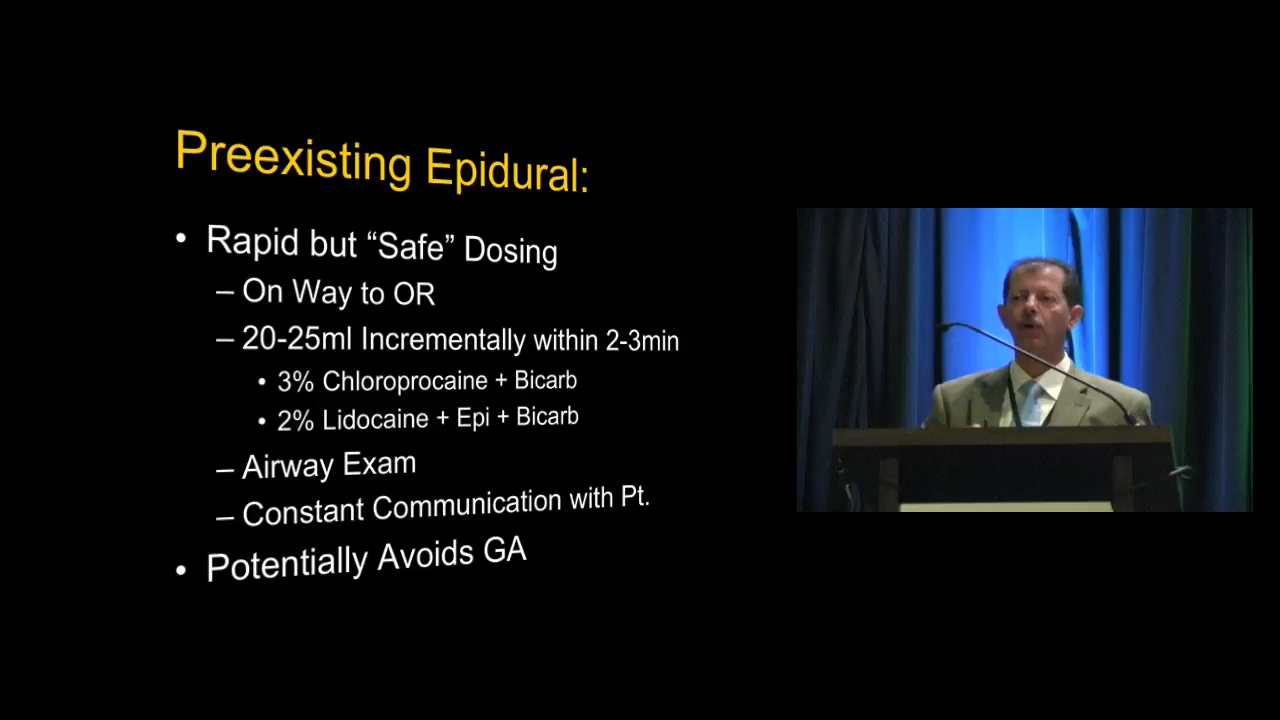 Preexisting Epidural:
• Rapid but “Safe” Dosing
– On Way to OR
– 20-25ml Incrementally within 2-3min
• 3% Chloroprocaine + Bicarb
• 2% Lidocaine + Epi + Bicarb
– Airway Exam
– Constant Communication with Pt.
• Potentially Avoids GA